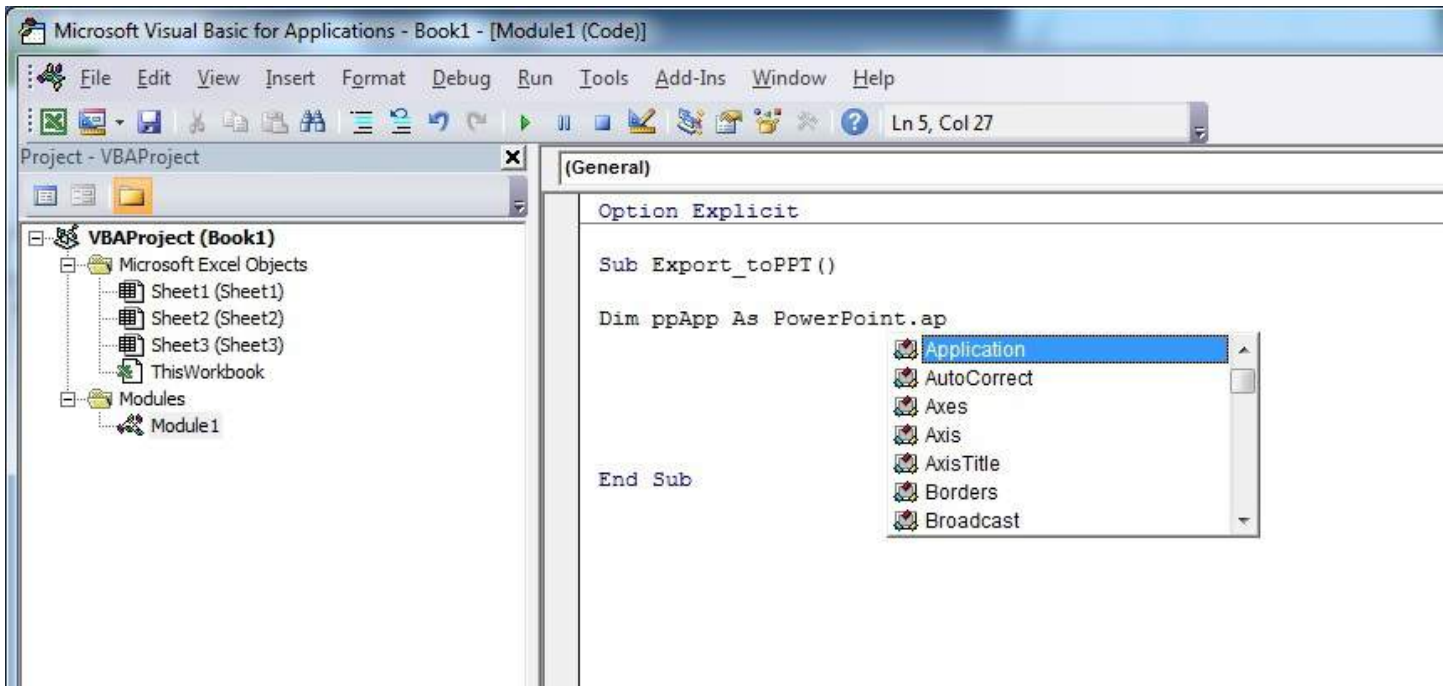 Microsoft Visual Basic for Applications - Book1 - [Module1 (Code)]
File Edit View Insert Format Debug Run Tools Add-Ins Window Help
Ln 5, Col 27
Project - VBAProject
(General)
VBAProject (Book1)
Microsoft Excel Objects
Sheet1 (Sheet1)
Sheet2 (Sheet2)
Sheet3 (Sheet3)
ThisWorkbook
Modules
Module1
Option Explicit
Sub Export_toPPT()
Dim ppApp As PowerPoint.ap
Application
AutoCorrect
Axes
Axis
AxisTitle
Borders
Broadcast
End Sub